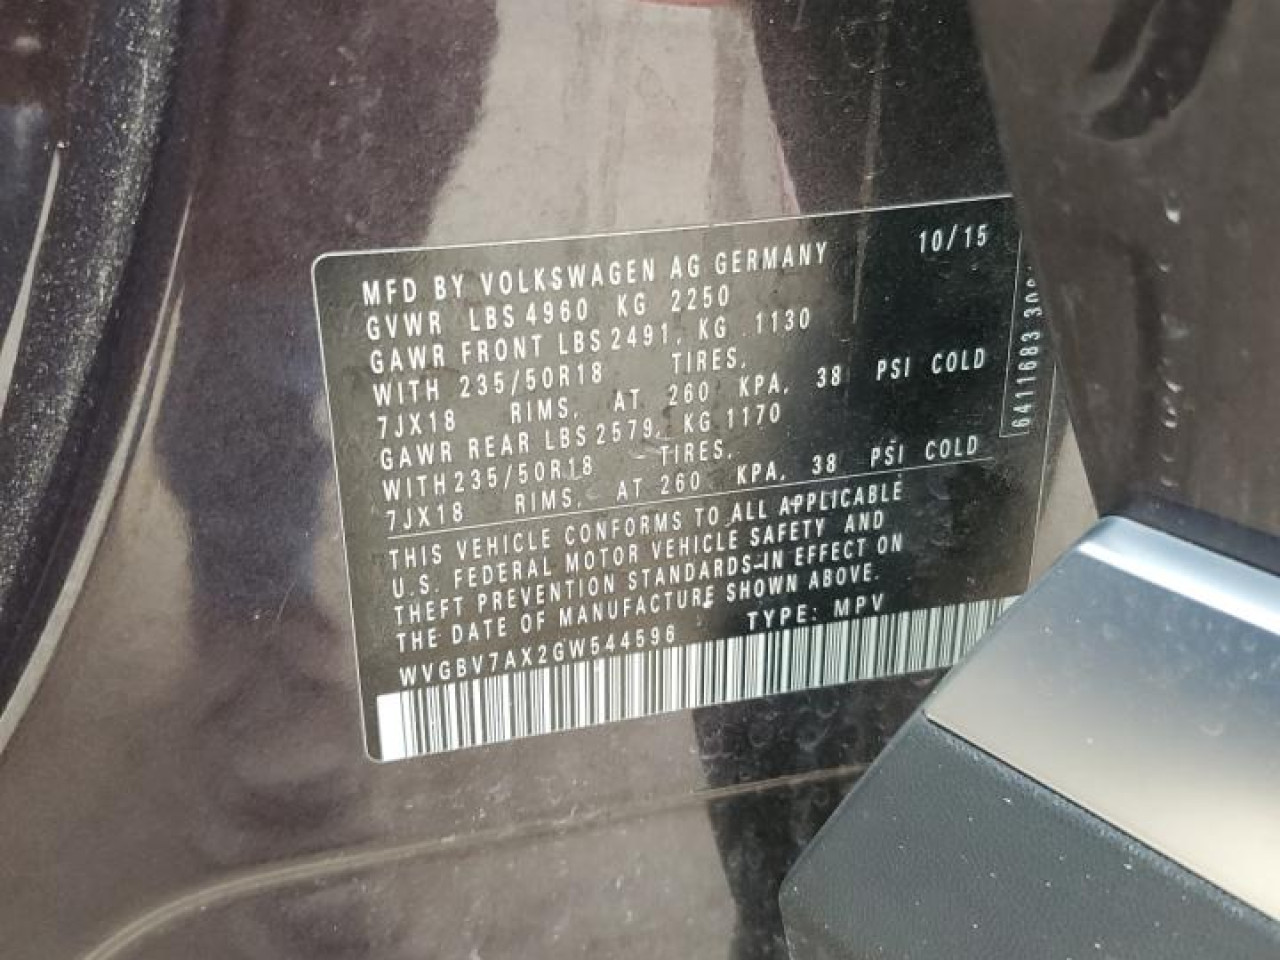 MFD BY VOLKSWAGEN AG GERMANY 10/15
GVWR LBS 4960 KG 2250
GAWR FRONT LBS 2491, KG 1130
WITH 235/50R18 TIRES,
7JX18 RIMS, AT 260 KPA, 38 PSI COLD
GAWR REAR LBS 2579, KG 1170
WITH 235/50R18 TIRES,
7JX18 RIMS, AT 260 KPA, 38 PSI COLD
THIS VEHICLE CONFORMS TO ALL APPLICABLE
U.S. FEDERAL MOTOR VEHICLE SAFETY AND
THEFT PREVENTION STANDARDS IN EFFECT ON
THE DATE OF MANUFACTURE SHOWN ABOVE.
WVGBV7AX2GW544596 TYPE: MPV
6411683